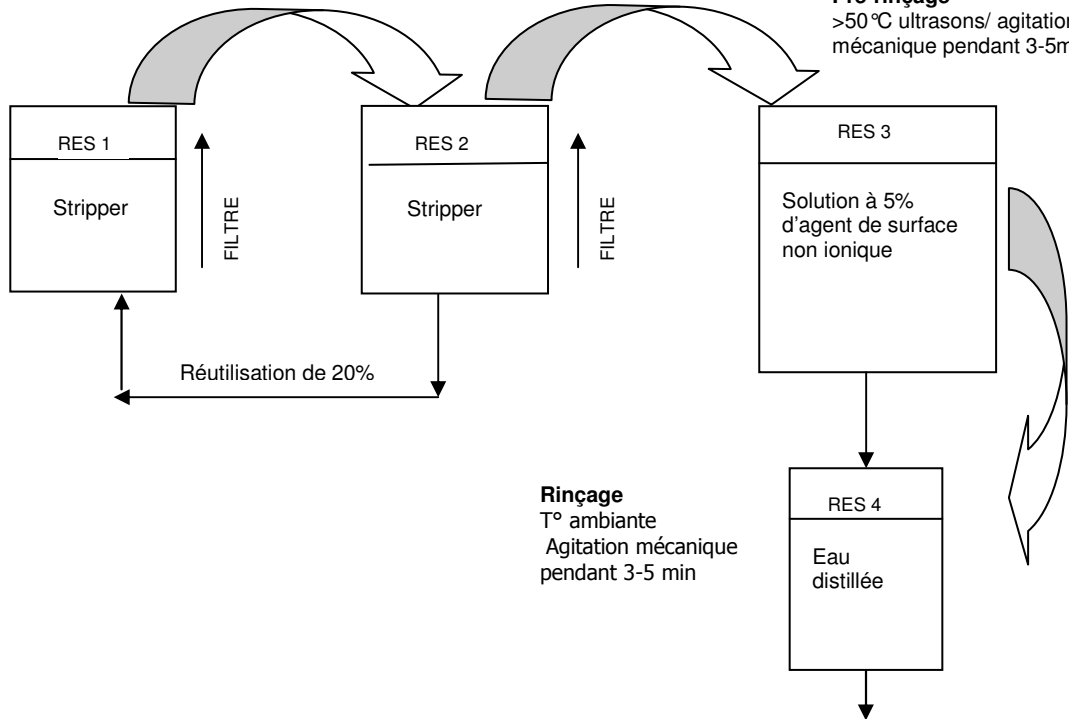 Pré-rinçage
>50°C ultrasons/ agitation
mécanique pendant 3-5m
RES 1
Stripper
FILTRE
RES 2
Stripper
FILTRE
RES 3
Solution à 5%
d'agent de surface
non ionique
Réutilisation de 20%
Rinçage
T° ambiante
Agitation mécanique
pendant 3-5 min
RES 4
Eau
distillée